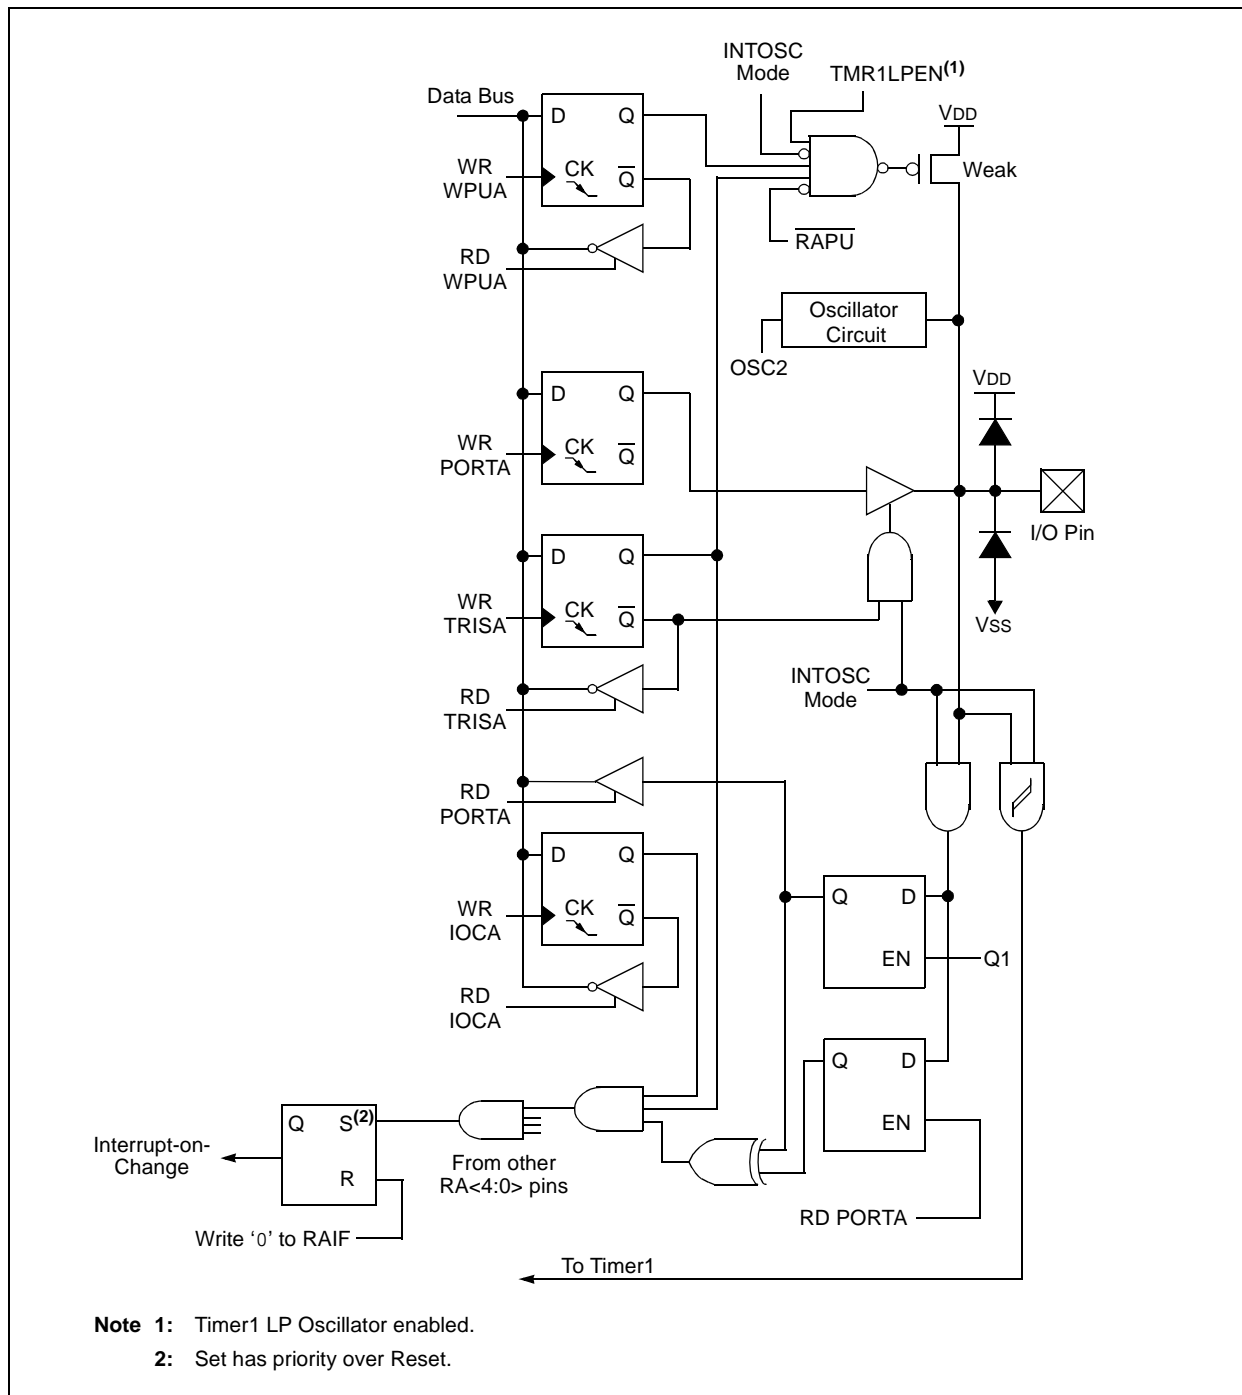 INTOSC
Mode
TMR1LPEN(1)
Data Bus
D
Q
VDD
WR
WPUA
CK
Q
Weak
RD
WPUA
RAPU
Oscillator
Circuit
OSC2
VDD
D
Q
WR
PORTA
CK
Q
I/O Pin
D
Q
WR
TRISA
CK
Q
VSS
INTOSC
Mode
RD
TRISA
RD
PORTA
D
Q
WR
IOCA
CK
Q
Q
D
EN
Q1
RD
IOCA
Q
D
EN
Q
S(2)
R
Interrupt-on-
Change
From other
RA<4:0> pins
RD PORTA
Write ‘0’ to RAIF
To Timer1
Note 1: Timer1 LP Oscillator enabled.
2: Set has priority over Reset.